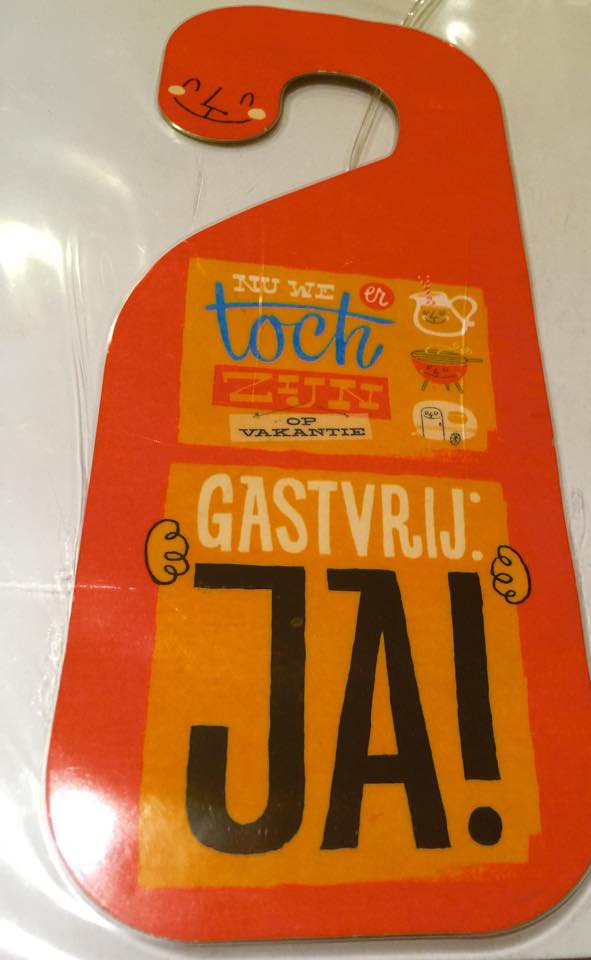 NU WE er
toch
ZIJN
OP
VAKANTIE
GASTVRIJ:
JA!